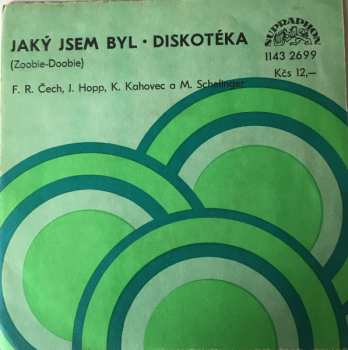 JAKÝ JSEM BYL · DISKOTÉKA
(Zoobie-Doobie)
F. R. Čech, J. Hopp, K. Kahovec a M. Schelinger
SUPRAPHON
1143 2699
Kčs 12,—